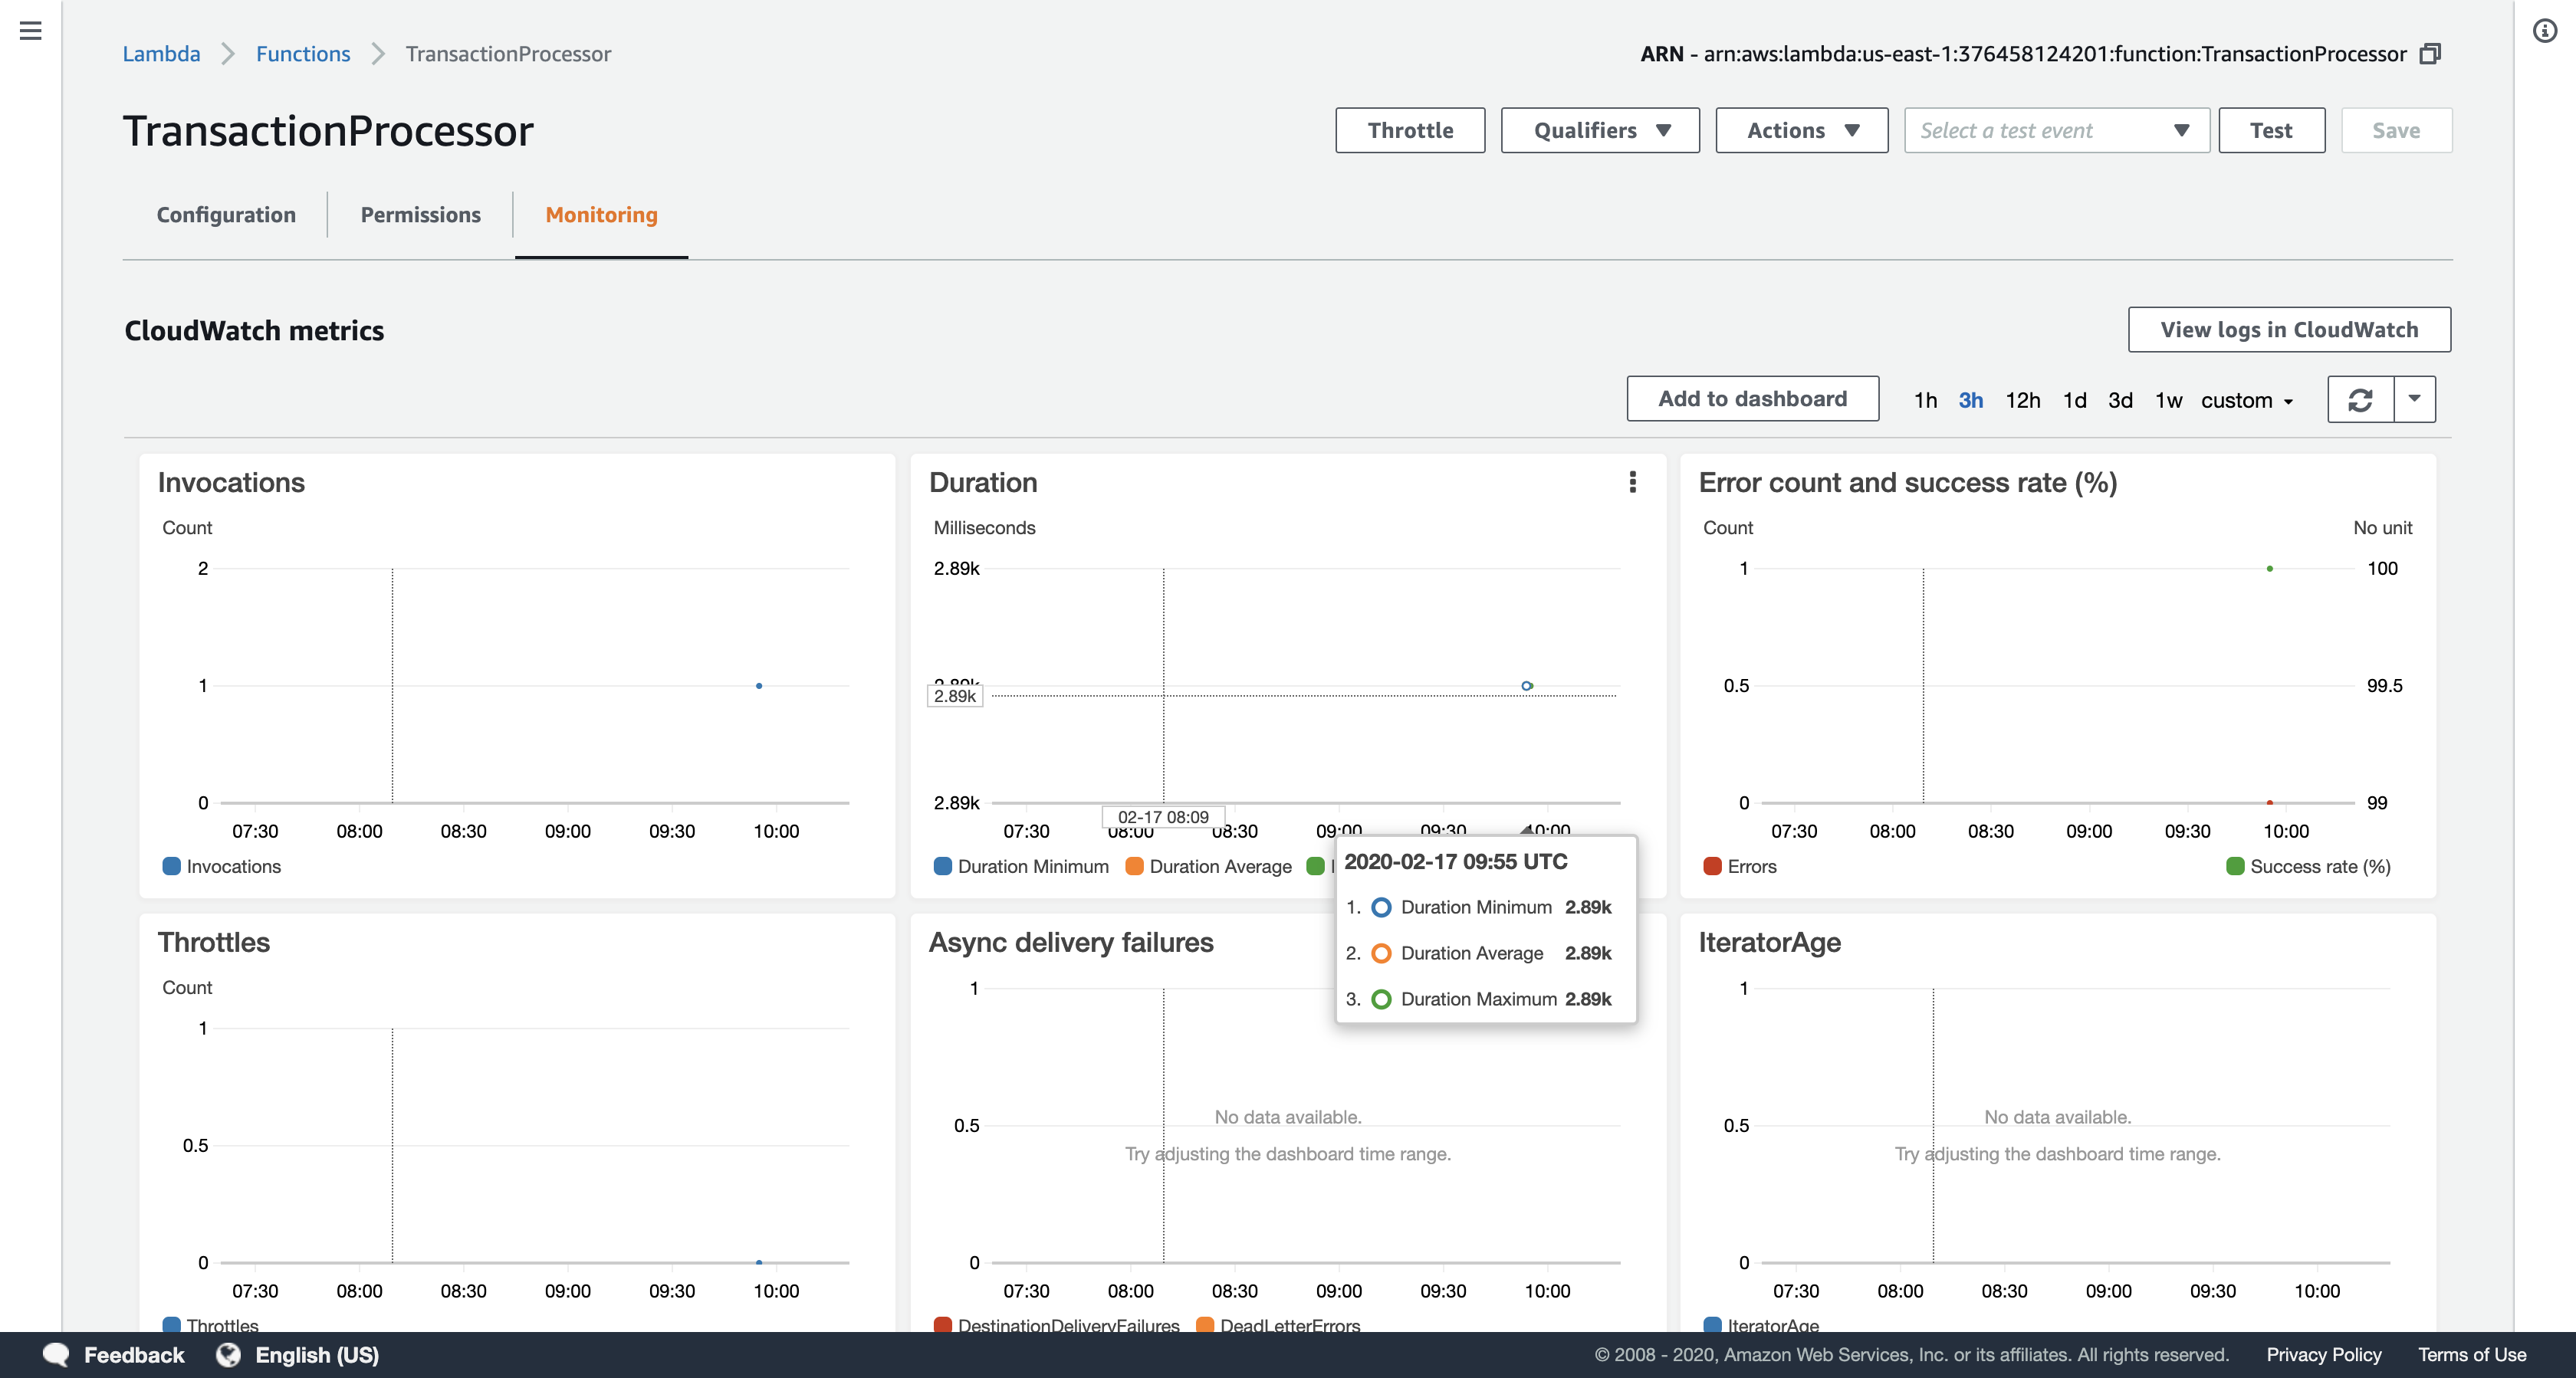 Lambda > Functions > TransactionProcessor
ARN - arn:aws:lambda:us-east-1:376458124201:function:TransactionProcessor
TransactionProcessor
Throttle Qualifiers Actions Select a test event Test Save
Configuration Permissions Monitoring
CloudWatch metrics
View logs in CloudWatch
Add to dashboard 1h 3h 12h 1d 3d 1w custom
Invocations
Count
2
1
0
07:30 08:00 08:30 09:00 09:30 10:00
Invocations
Duration
Milliseconds
2.89k
2.89k
2.89k
2.89k
02-17 08:09
07:30 08:00 08:30 09:00 09:30 10:00
Duration Minimum Duration Average
2020-02-17 09:55 UTC
1. Duration Minimum 2.89k
2. Duration Average 2.89k
3. Duration Maximum 2.89k
Error count and success rate (%)
Count No unit
1 100
0.5 99.5
0 99
07:30 08:00 08:30 09:00 09:30 10:00
Errors Success rate (%)
Throttles
Count
1
0.5
0
07:30 08:00 08:30 09:00 09:30 10:00
Throttles
Async delivery failures
1
No data available.
0.5
Try adjusting the dashboard time range.
0
07:30 08:00 08:30 09:00 09:30 10:00
DestinationDeliveryFailures DeadLetterErrors
IteratorAge
1
No data available.
0.5
Try adjusting the dashboard time range.
0
07:30 08:00 08:30 09:00 09:30 10:00
IteratorAge
Feedback English (US) © 2008 - 2020, Amazon Web Services, Inc. or its affiliates. All rights reserved. Privacy Policy Terms of Use